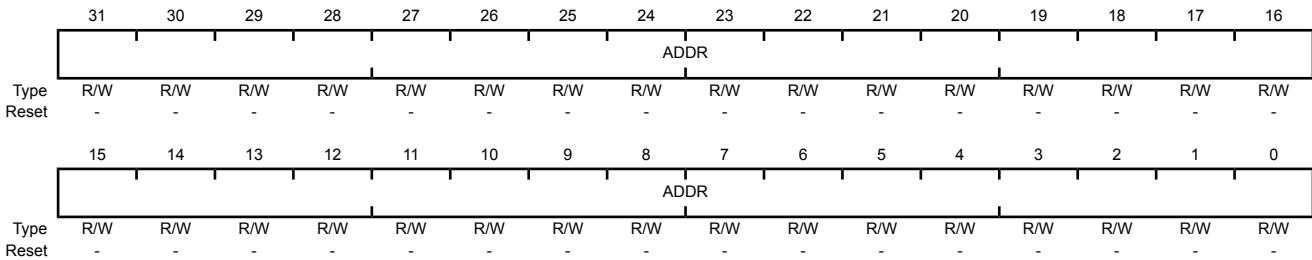 31 30 29 28 27 26 25 24 23 22 21 20 19 18 17 16
ADDR
Type R/W R/W R/W R/W R/W R/W R/W R/W R/W R/W R/W R/W R/W R/W R/W R/W
Reset - - - - - - - - - - - - - - - -
15 14 13 12 11 10 9 8 7 6 5 4 3 2 1 0
ADDR
Type R/W R/W R/W R/W R/W R/W R/W R/W R/W R/W R/W R/W R/W R/W R/W R/W
Reset - - - - - - - - - - - - - - - -